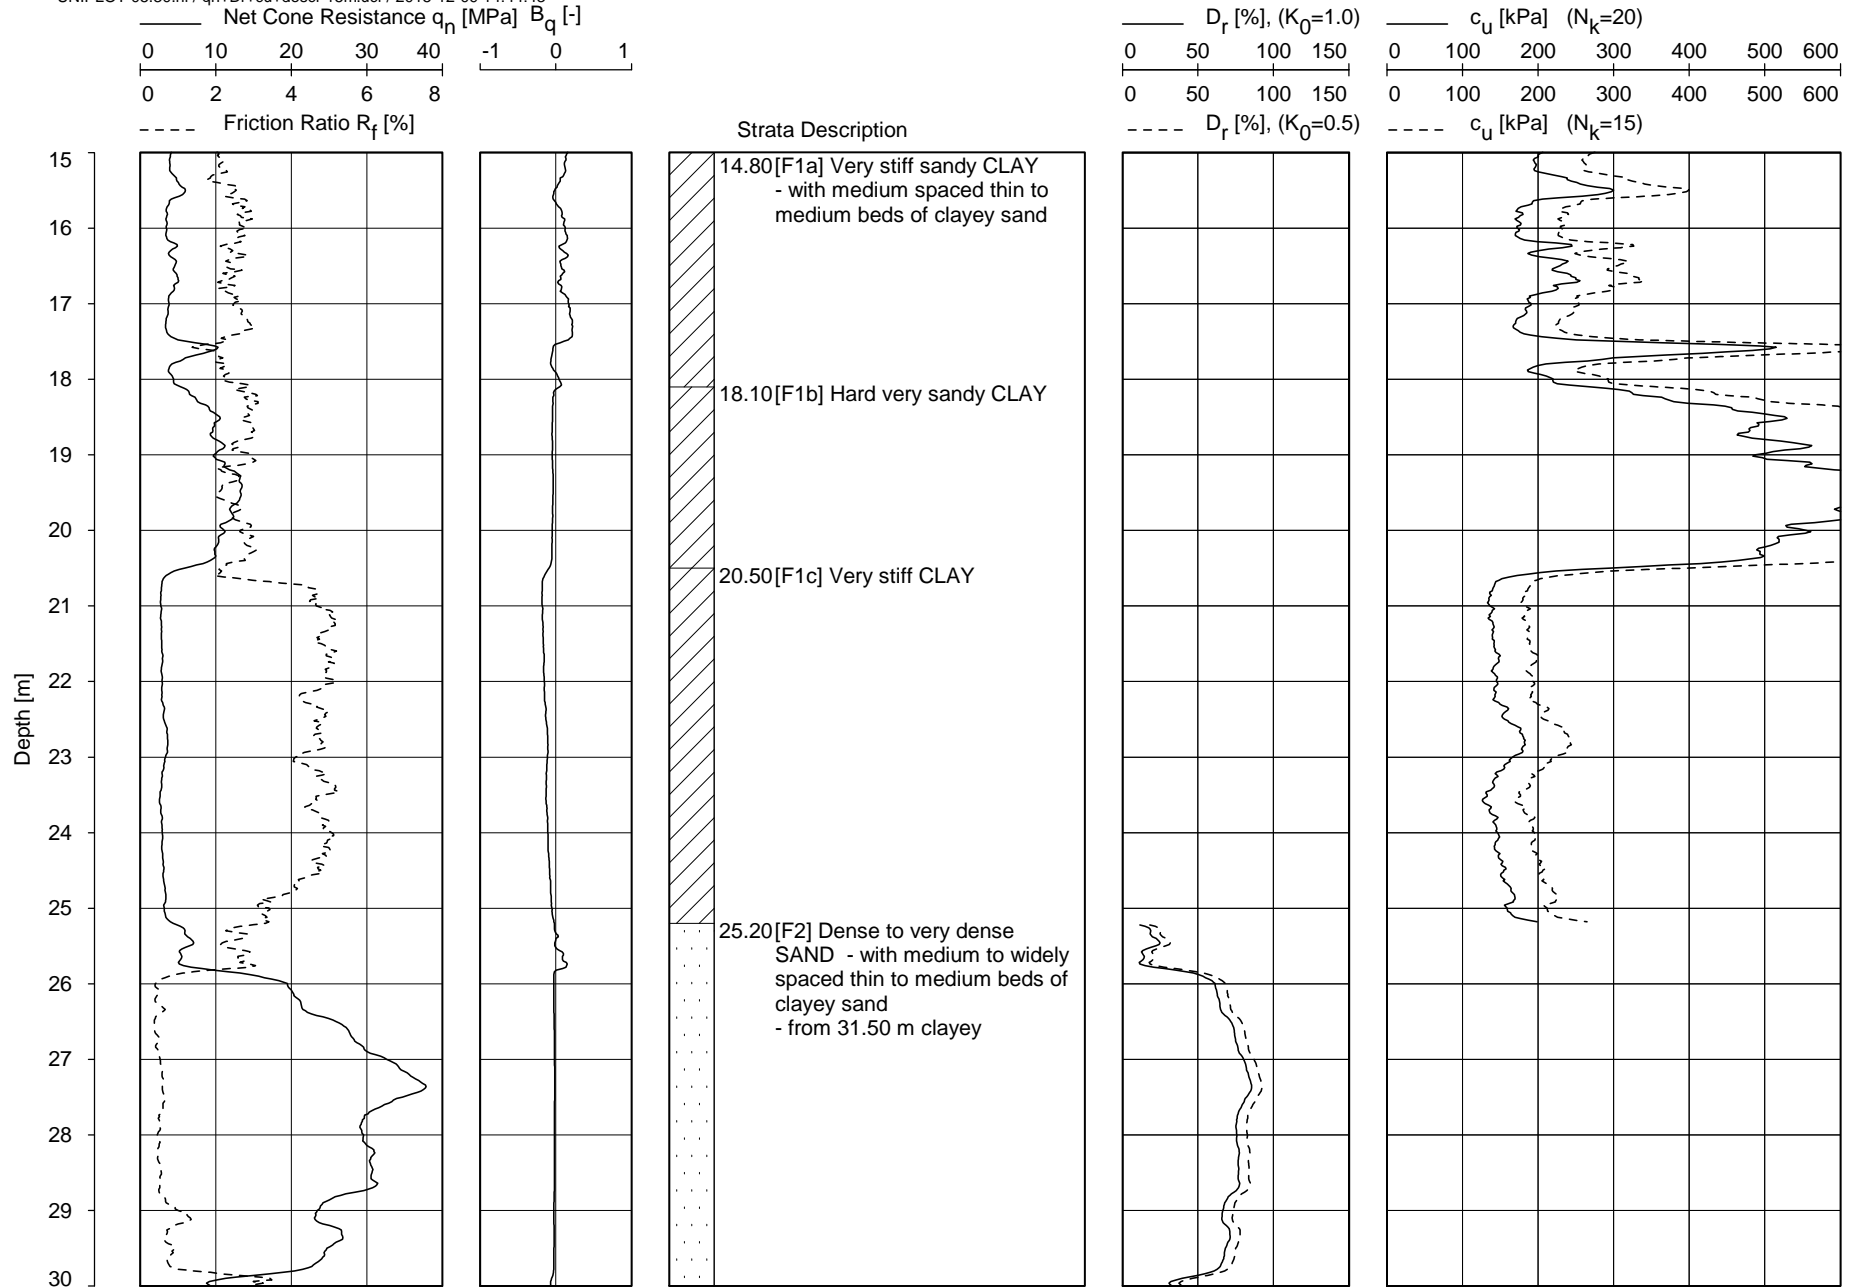 Net Cone Resistance qn [MPa]
Bq [-]
Dr [%], (K0=1.0)
cu [kPa] (Nk=20)
0 10 20 30 40
-1 0 1
0 50 100 150
100 200 300 400 500 600
0 2 4 6 8
0 50 100 150
100 200 300 400 500 600
Friction Ratio Rf [%]
Strata Description
Dr [%], (K0=0.5)
cu [kPa] (Nk=15)
15
14.80 [F1a] Very stiff sandy CLAY
- with medium spaced thin to
medium beds of clayey sand
16
17
18
18.10 [F1b] Hard very sandy CLAY
19
20
20.50 [F1c] Very stiff CLAY
21
22
Depth [m]
23
24
25
25.20 [F2] Dense to very dense
SAND - with medium to widely
spaced thin to medium beds of
clayey sand
- from 31.50 m clayey
26
27
28
29
30